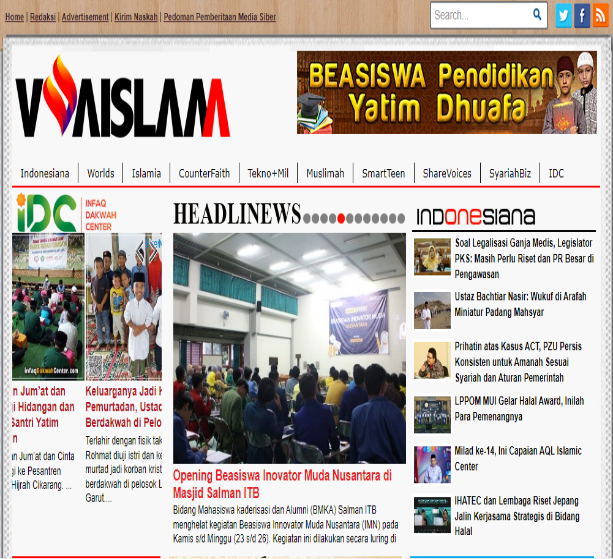 Home | Redaksi | Advertisement | Kirim Naskah | Pedoman Pemberitaan Media Siber
Search...
VOAISLAM
BEASISWA Pendidikan
Yatim Dhuafa
Indonesiana
Worlds
Islamia
CounterFaith
Tekno+Mil
Muslimah
SmartTeen
ShareVoices
SyariahBiz
IDC
IDC
INFAQ
DAKWAH
CENTER
infaqDakwahCenter.com
n Jum'at dan
i Hidangan dan
Santri Yatim
n
an Jum'at dan Cinta
gi ke Pesantren
Hijrah Cikarang. ...
Keluarganya Jadi K
Pemurtadan, Ustad
Berdakwah di Pelos
Terlahir dengan fisik tak
Rohmat diuji istri dan ke
murtad jadi korban krist
berdakwah di pelosok L
Garut....
HEADLINEWS
Opening Beasiswa Inovator Muda Nusantara di
Masjid Salman ITB
Bidang Mahasiswa kaderisasi dan Alumni (BMKA) Salman ITB
menghelat kegiatan Beasiswa Innovator Muda Nusantara (IMN) pada
Kamis s/d Minggu (23 s/d 26). Kegiatan ini dilakukan secara luring di
INDONESIANA
Soal Legalisasi Ganja Medis, Legislator
PKS: Masih Perlu Riset dan PR Besar di
Pengawasan
Ustaz Bachtiar Nasir: Wukuf di Arafah
Miniatur Padang Mahsyar
Prihatin atas Kasus ACT, PZU Persis
Konsisten untuk Amanah Sesuai
Syariah dan Aturan Pemerintah
LPPOM MUI Gelar Halal Award, Inilah
Para Pemenangnya
Milad ke-14, Ini Capaian AQL Islamic
Center
IHATEC dan Lembaga Riset Jepang
Jalin Kerjasama Strategis di Bidang
Halal